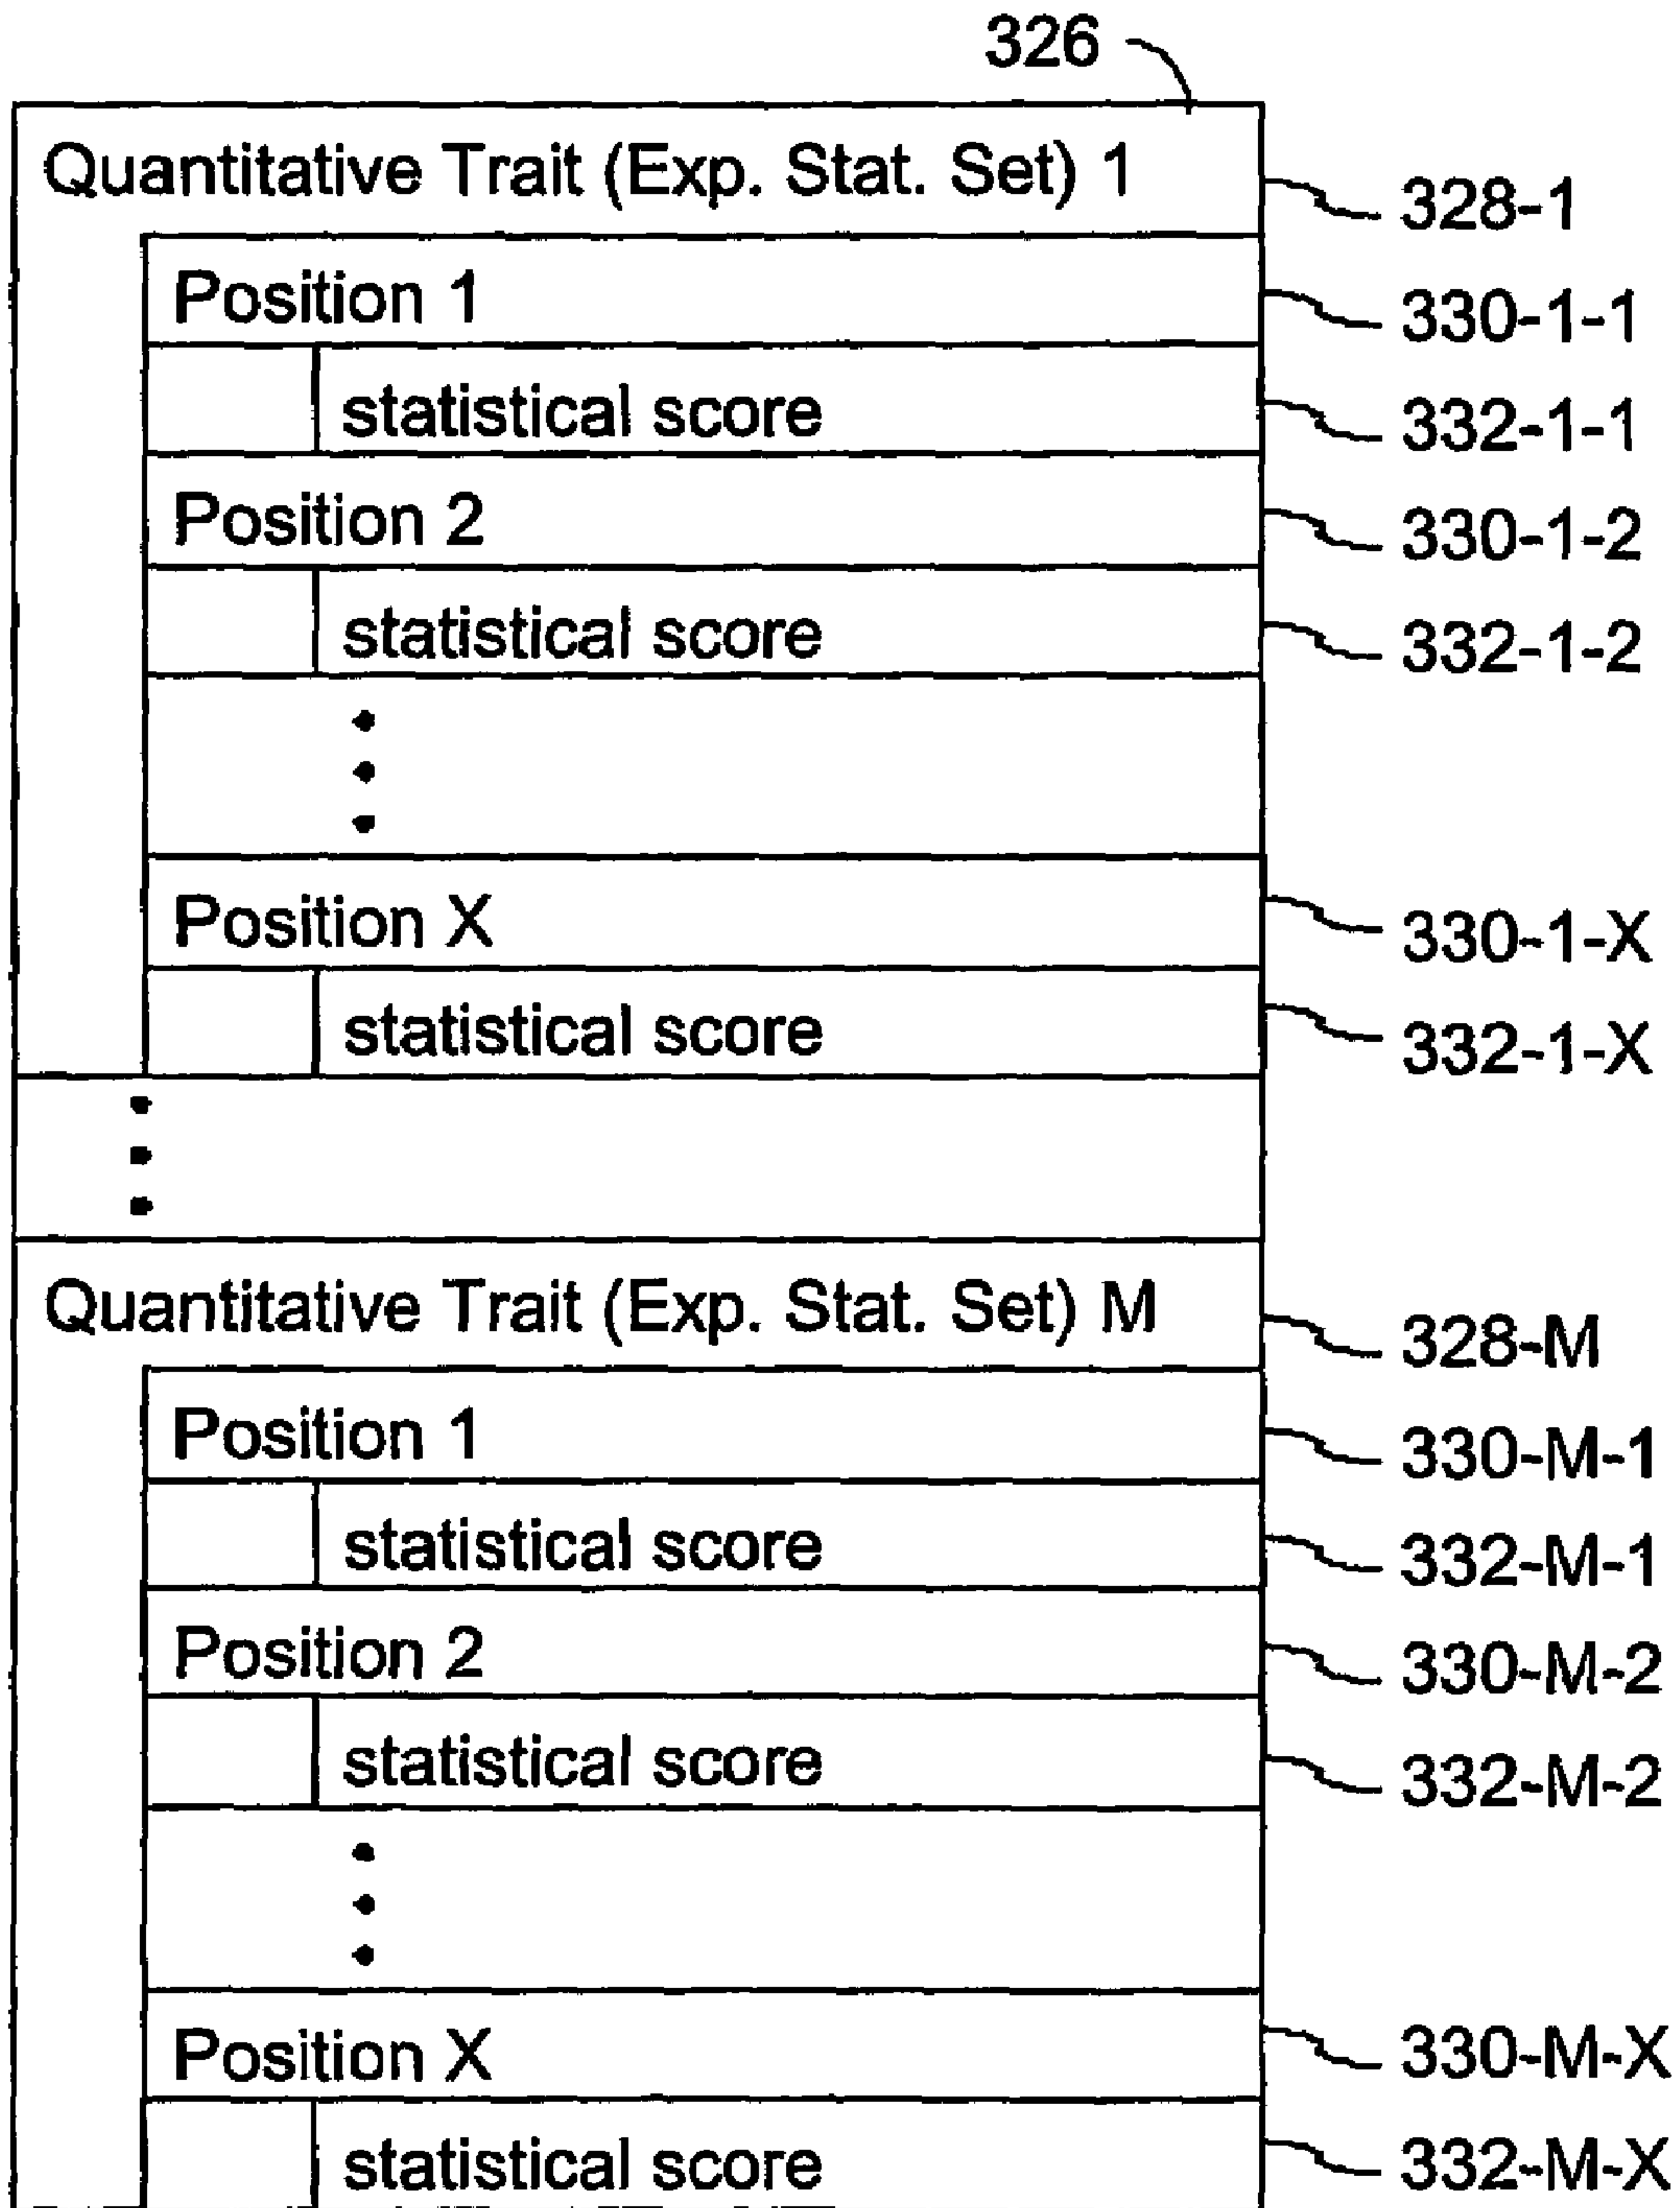 326
Quantitative Trait (Exp. Stat. Set) 1
328-1
Position 1
330-1-1
statistical score
332-1-1
Position 2
330-1-2
statistical score
332-1-2
Position X
330-1-X
statistical score
332-1-X
Quantitative Trait (Exp. Stat. Set) M
328-M
Position 1
330-M-1
statistical score
332-M-1
Position 2
330-M-2
statistical score
332-M-2
Position X
330-M-X
statistical score
332-M-X